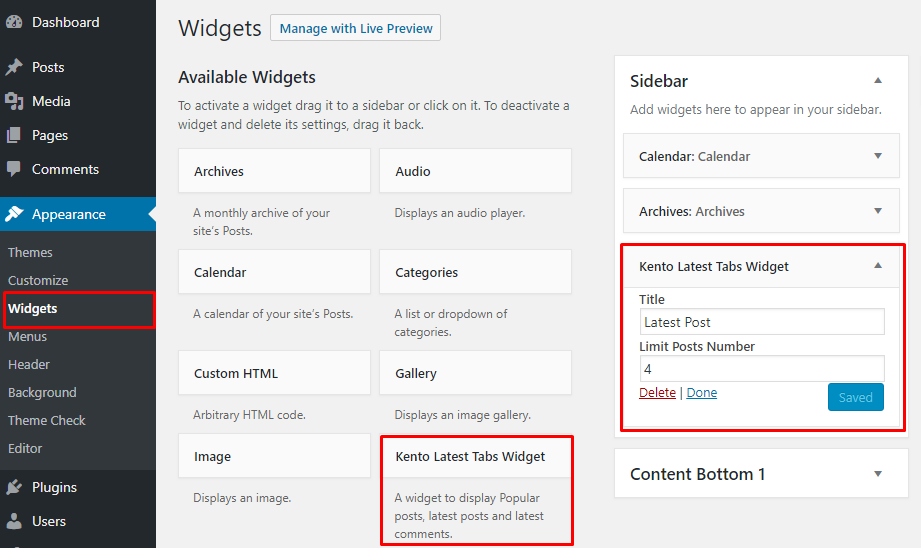 Dashboard
Posts
Media
Pages
Comments
Appearance
Themes
Customize
Widgets
Menus
Header
Background
Theme Check
Editor
Plugins
Users
Widgets
Manage with Live Preview
Available Widgets
To activate a widget drag it to a sidebar or click on it. To deactivate a
widget and delete its settings, drag it back.
Archives
A monthly archive of your
site's Posts.
Audio
Displays an audio player.
Calendar
A calendar of your site's Posts.
Categories
A list or dropdown of
categories.
Custom HTML
Arbitrary HTML code.
Gallery
Displays an image gallery.
Image
Displays an image.
Kento Latest Tabs Widget
A widget to display Popular
posts, latest posts and latest
comments.
Sidebar
Add widgets here to appear in your sidebar.
Calendar: Calendar
Archives: Archives
Kento Latest Tabs Widget
Title
Latest Post
Limit Posts Number
4
Delete | Done
Saved
Content Bottom 1